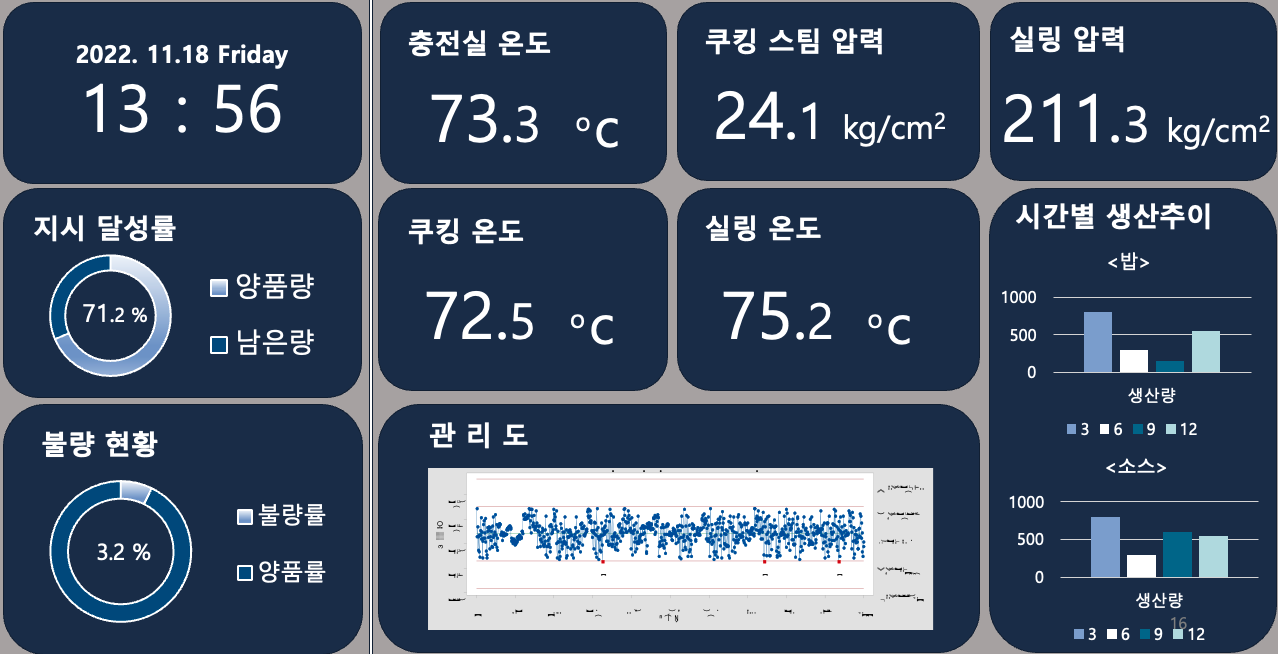 2022. 11.18 Friday
13 : 56
지시 달성률
71.2 %
양품량
남은량
불량 현황
3.2 %
불량률
양품률
충전실 온도
73.3 ºC
쿠킹 스팀 압력
24.1 kg/cm²
실링 압력
211.3 kg/cm²
쿠킹 온도
72.5 ºC
실링 온도
75.2 ºC
관 리 도
시간별 생산추이
<밥>
1000
500
0
생산량
3 6 9 12
<소스>
1000
500
0
생산량
16
3 6 9 12